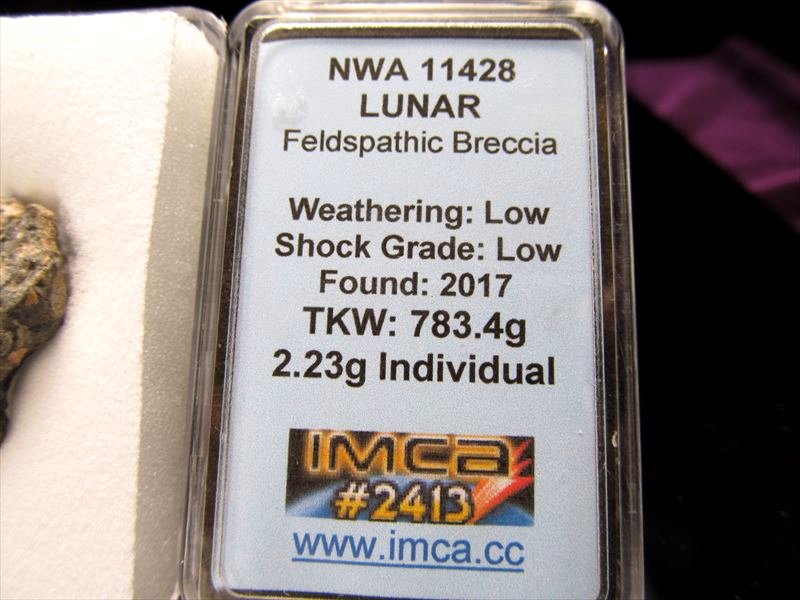 NWA 11428
LUNAR
Feldspathic Breccia
Weathering: Low
Shock Grade: Low
Found: 2017
TKW: 783.4g
2.23g Individual
IMCA
#2413
www.imca.cc